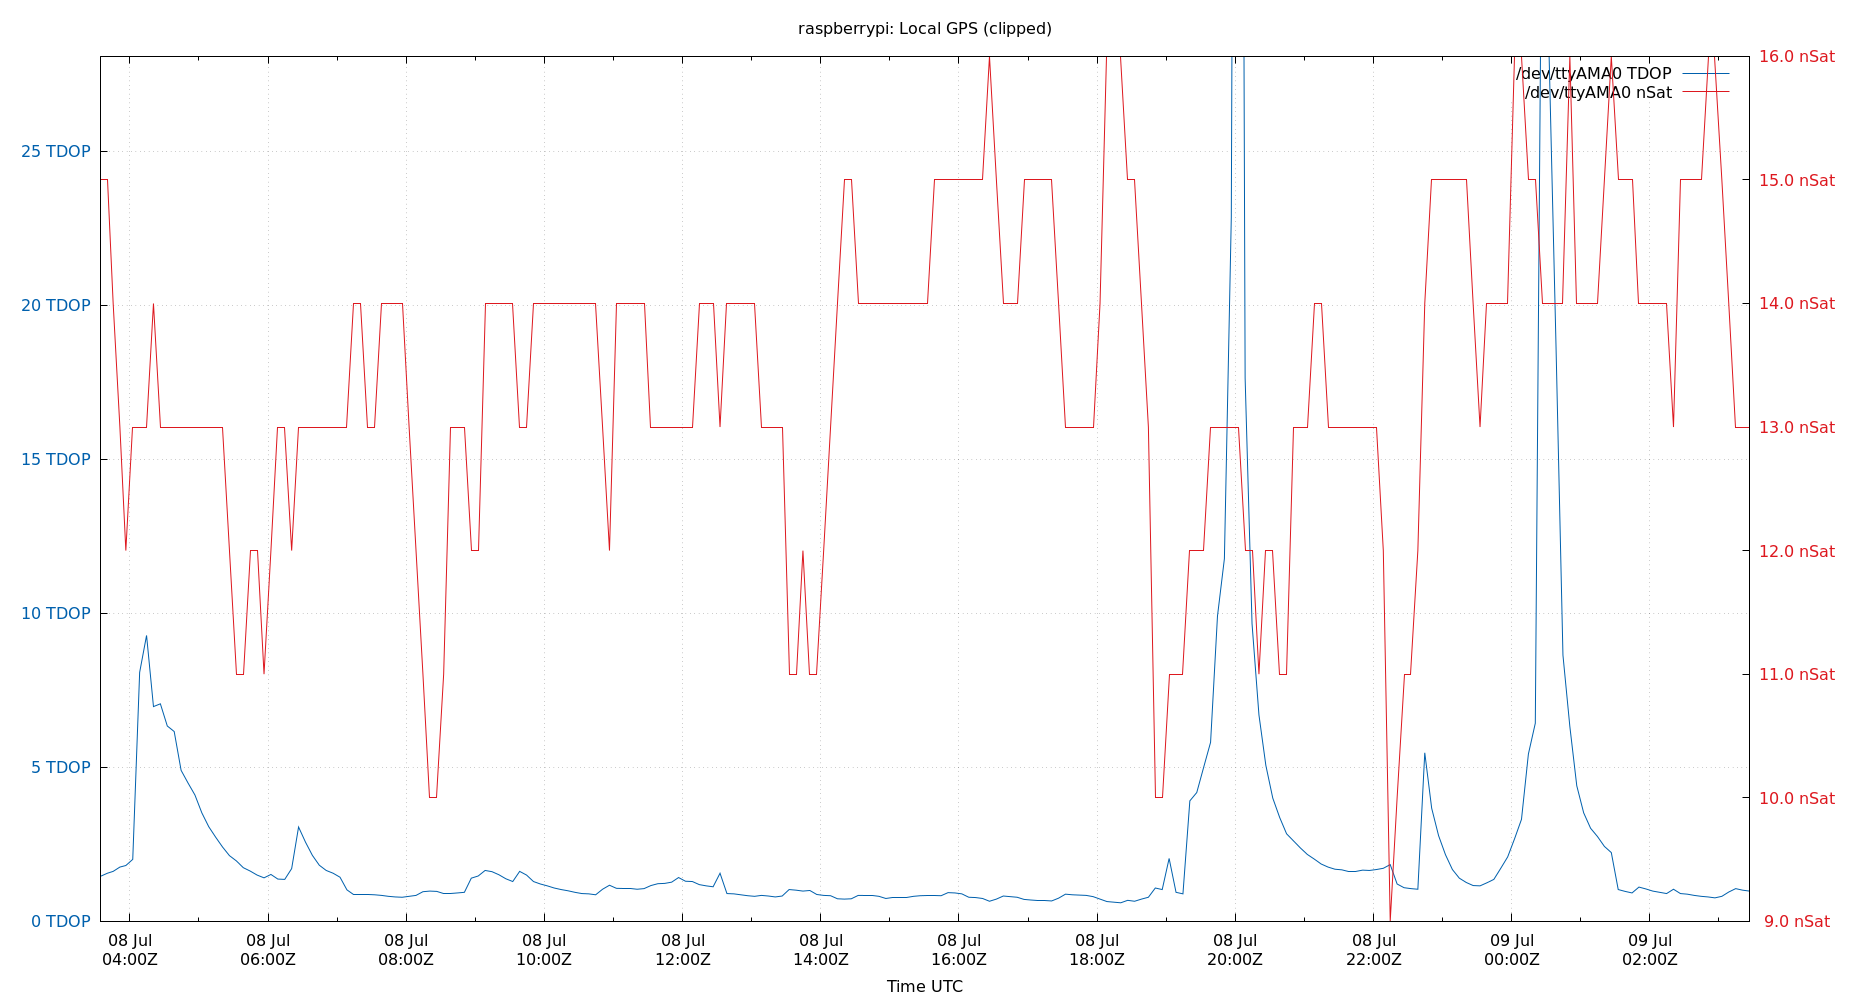 raspberrypi: Local GPS (clipped)
16.0 nSat
/dev/ttyAMA0 TDOP
/dev/ttyAMA0 nSat
25 TDOP
15.0 nSat
20 TDOP
14.0 nSat
13.0 nSat
15 TDOP
12.0 nSat
10 TDOP
11.0 nSat
5 TDOP
10.0 nSat
0 TDOP
9.0 nSat
08 Jul 08 Jul 08 Jul 08 Jul 08 Jul 08 Jul 08 Jul 08 Jul 08 Jul 08 Jul 09 Jul 09 Jul
04:00Z 06:00Z 08:00Z 10:00Z 12:00Z 14:00Z 16:00Z 18:00Z 20:00Z 22:00Z 00:00Z 02:00Z
Time UTC